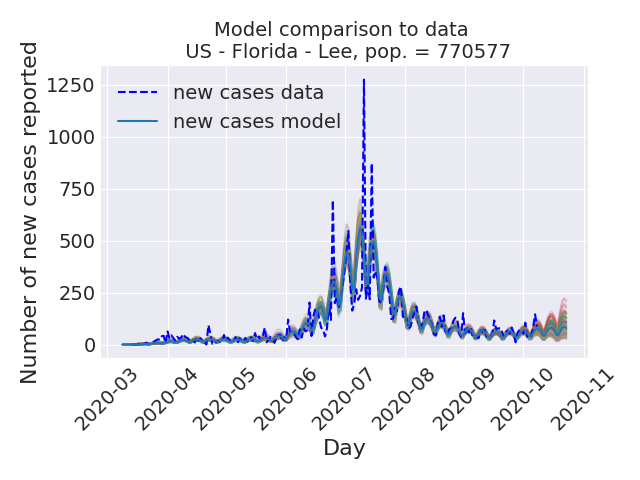 Model comparison to data
US - Florida - Lee, pop. = 770577
Number of new cases reported
1250
1000
750
500
250
0
new cases data
new cases model
2020-03
2020-04
2020-05
2020-06
2020-07
2020-08
2020-09
2020-10
2020-11
Day